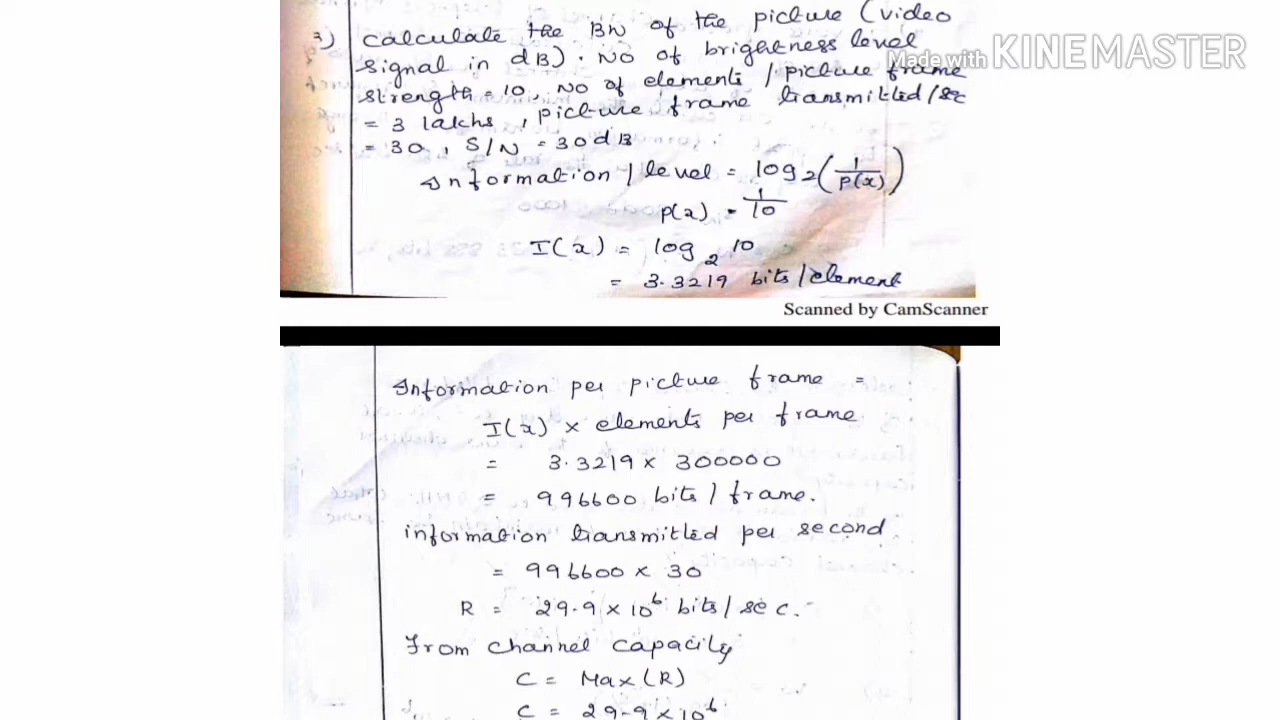 3) calculate the BW of the picture (video
signal in dB). No of brightness level
Made with KINEMASTER
strength = 10, No of elements / picture frame
= 3 lakhs, picture frame transmitted/sec
= 30, S/N = 30dB
Information / level = log2(1/P(x))
P(x) = 1/10
I(x) = log2 10
= 3.3219 bits/element
Scanned by CamScanner
Information per picture frame =
I(x) × elements per frame
= 3.3219 × 300000
= 996600 bits / frame.
information transmitted per second
= 996600 × 30
R = 29.9 × 10^6 bits/sec.
From channel capacity
C = Max(R)
C = 29.9 × 10^6